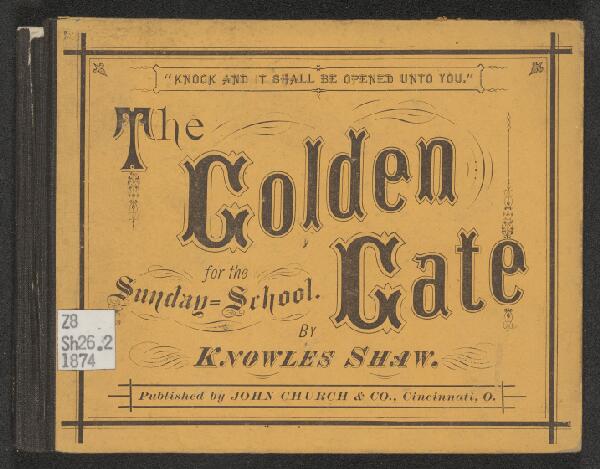 "KNOCK AND IT SHALL BE OPENED UNTO YOU."
The
Golden
Gate
for the
Sunday=School.
BY
KNOWLES SHAW.
Published by JOHN CHURCH & CO., Cincinnati, O.
Z8
Sh26.2
1874